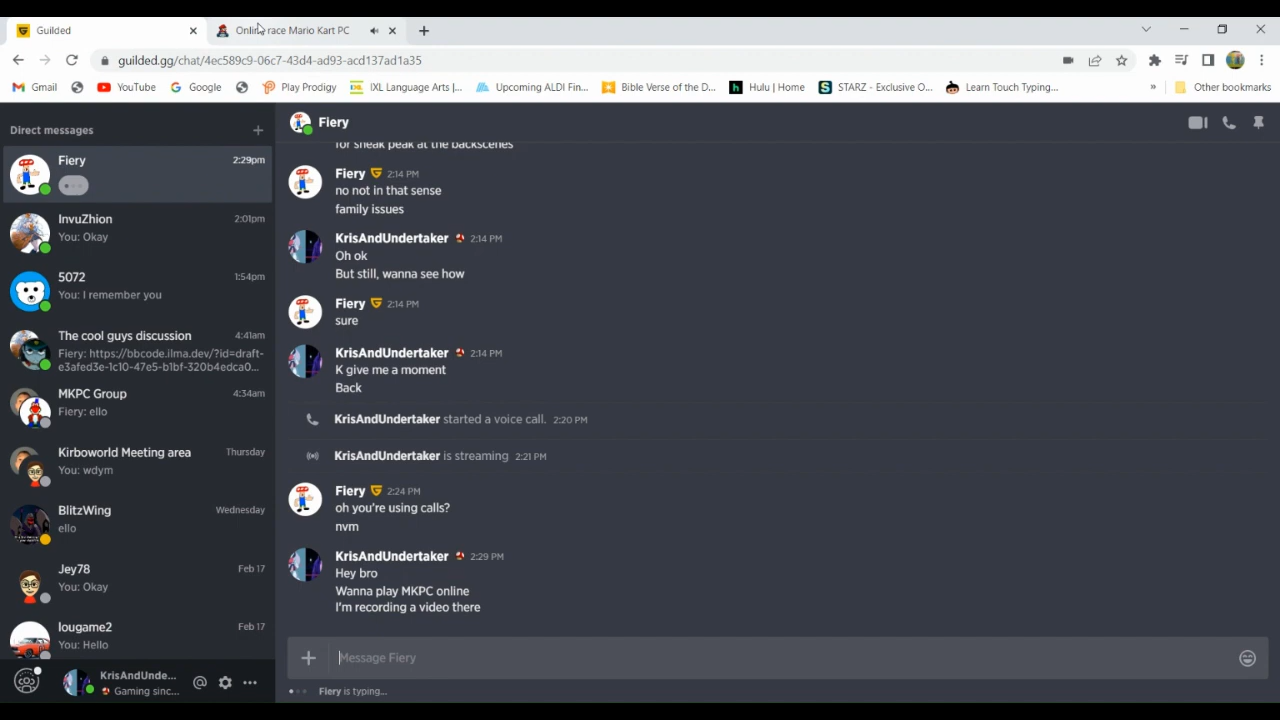 Guilded
Online race Mario Kart PC
guilded.gg/chat/4ec589c9-06c7-43d4-ad93-acd137ad1a35
Gmail
YouTube
Google
Play Prodigy
IXL Language Arts |...
Upcoming ALDI Fin...
Bible Verse of the D...
Hulu | Home
STARZ - Exclusive O...
Learn Touch Typing...
»
Other bookmarks
Direct messages
Fiery
2:29pm
InvuZhion
2:01pm
You: Okay
5072
1:54pm
You: I remember you
The cool guys discussion
4:41am
Fiery: https://bbcode.ilma.dev/?id=draft-
e3afed3e-1c10-47e5-b1bf-320b4edca0...
MKPC Group
4:34am
Fiery: ello
Kirboworld Meeting area
Thursday
You: wdym
BlitzWing
Wednesday
ello
Jey78
Feb 17
You: Okay
lougame2
Feb 17
You: Hello
KrisAndUnde...
Gaming sinc...
Fiery
for sneak peak at the backscenes
Fiery 2:14 PM
no not in that sense
family issues
KrisAndUndertaker 2:14 PM
Oh ok
But still, wanna see how
Fiery 2:14 PM
sure
KrisAndUndertaker 2:14 PM
K give me a moment
Back
KrisAndUndertaker started a voice call. 2:20 PM
KrisAndUndertaker is streaming 2:21 PM
Fiery 2:24 PM
oh you're using calls?
nvm
KrisAndUndertaker 2:29 PM
Hey bro
Wanna play MKPC online
I'm recording a video there
Message Fiery
Fiery is typing...